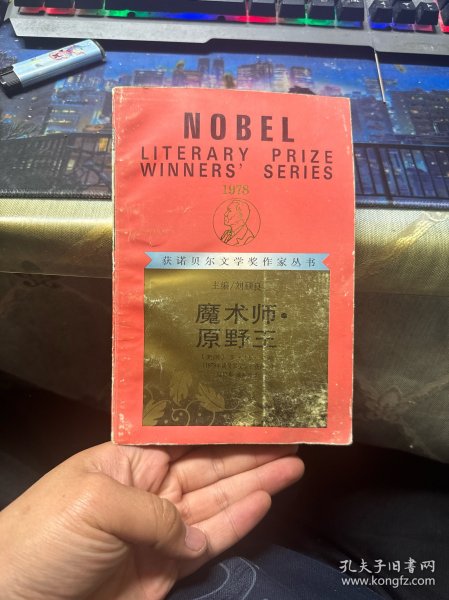 NOBEL
LITERARY PRIZE
WINNERS' SERIES
1978
获诺贝尔文学奖作家丛书
主编/刘硕良
魔术师·
原野王
孔夫子旧书网
www.kongfz.com